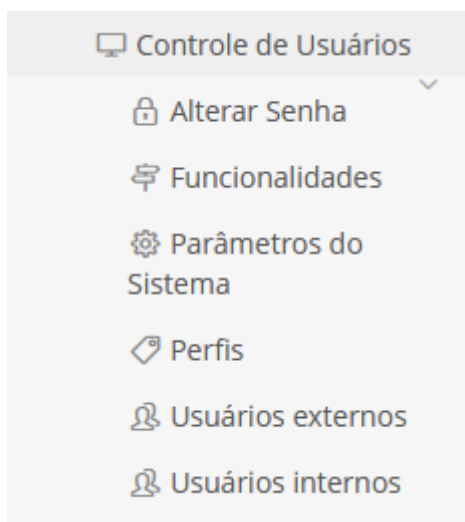 Controle de Usuários
Alterar Senha
Funcionalidades
Parâmetros do
Sistema
Perfis
Usuários externos
Usuários internos